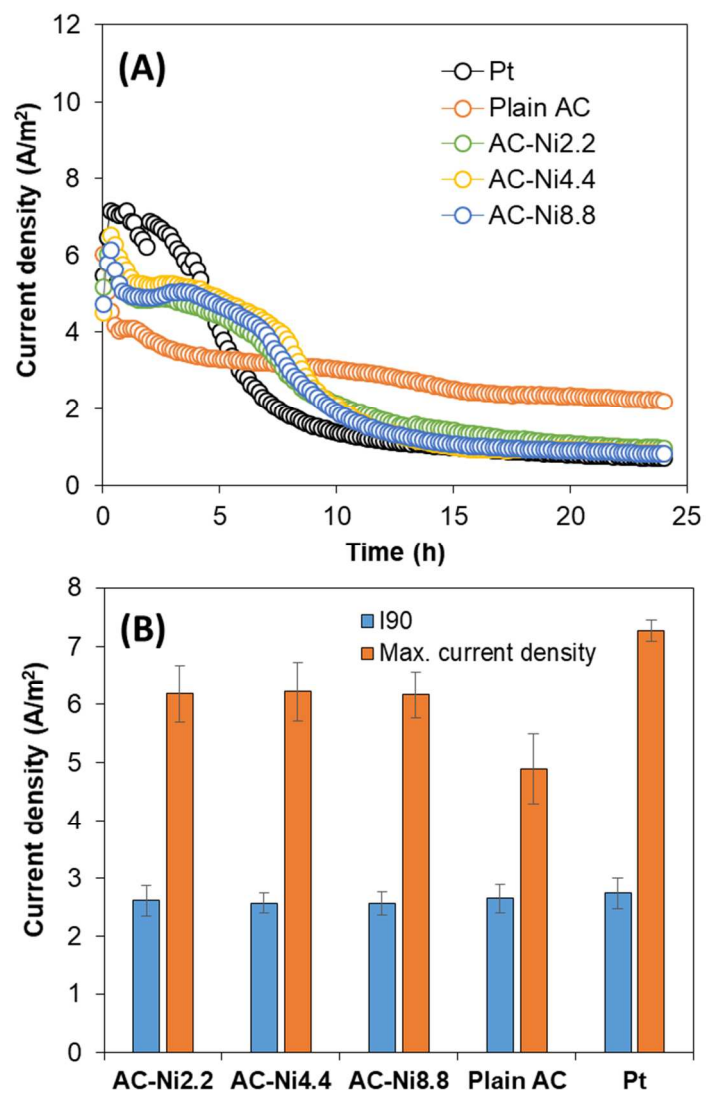 (A)
Pt
Plain AC
AC-Ni2.2
AC-Ni4.4
AC-Ni8.8
Current density (A/m²)
12
10
8
6
4
2
0
0 5 10 15 20 25
Time (h)
(B)
I90
Max. current density
Current density (A/m²)
8
7
6
5
4
3
2
1
0
AC-Ni2.2 AC-Ni4.4 AC-Ni8.8 Plain AC Pt